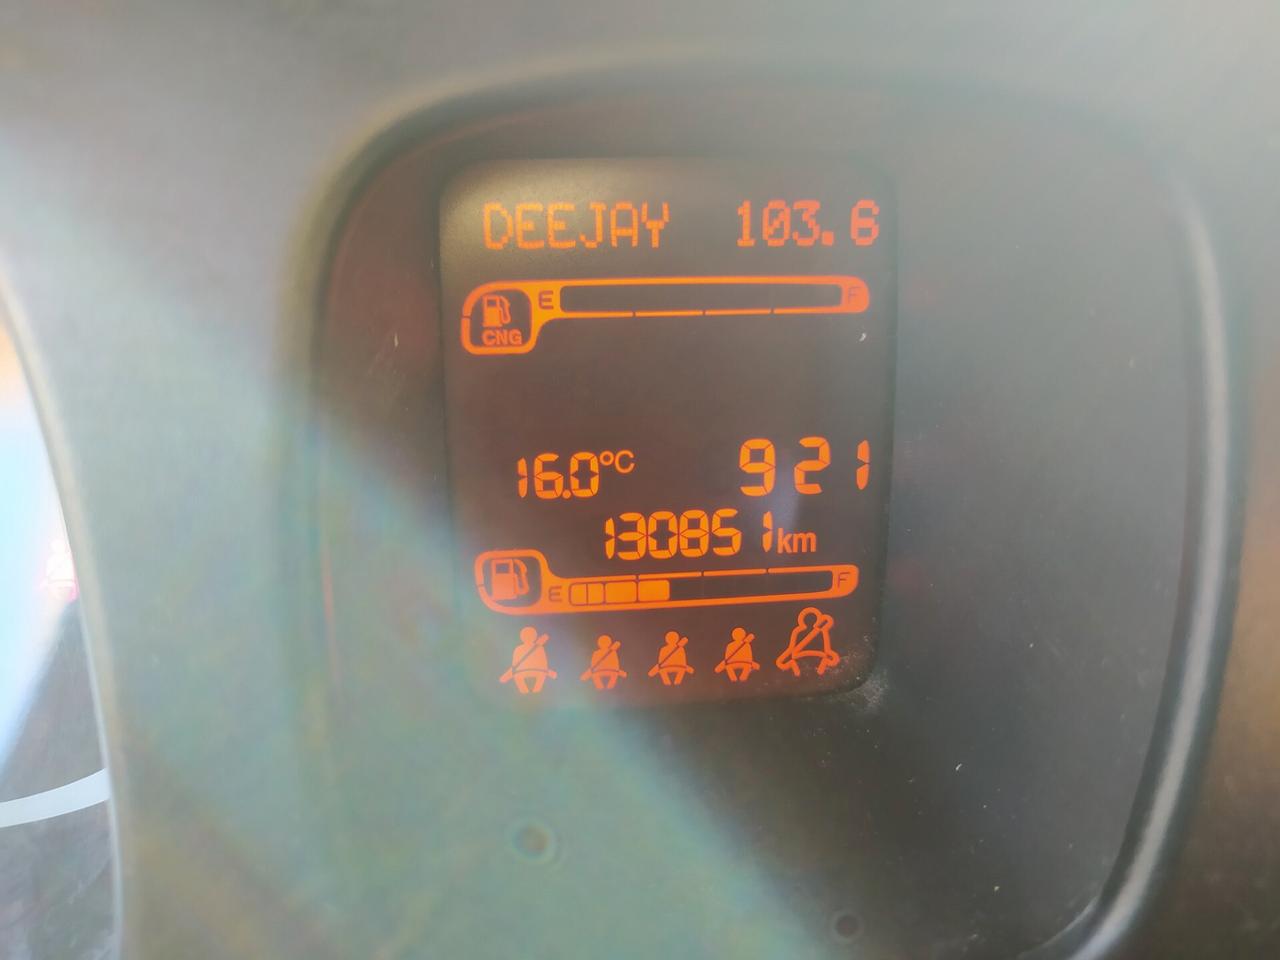 DEEJAY 103.6
E F
CNG
16.0°C 921
130851km
E F